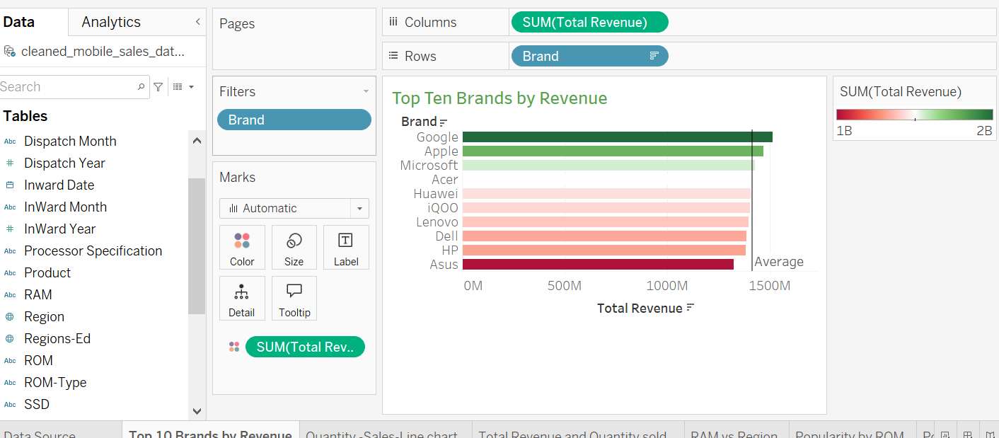 Data
Analytics
cleaned_mobile_sales_dat...
Search
Tables
Abc Dispatch Month
# Dispatch Year
Inward Date
Abc InWard Month
# InWard Year
Abc Processor Specification
Abc Product
Abc RAM
Region
Regions-Ed
Abc ROM
Abc ROM-Type
Abc SSD
Pages
Filters
Brand
Marks
Automatic
Color Size Label
Detail Tooltip
SUM(Total Rev..
Columns SUM(Total Revenue)
Rows Brand
Top Ten Brands by Revenue
Brand
Google
Apple
Microsoft
Acer
Huawei
iQOO
Lenovo
Dell
HP
Asus
Average
0M 500M 1000M 1500M
Total Revenue
SUM(Total Revenue)
1B 2B
Data Source Top 10 Brands by Revenue Quantity -Sales-Line chart Total Revenue and Quantity sold RAM vs Region Popularity by ROM